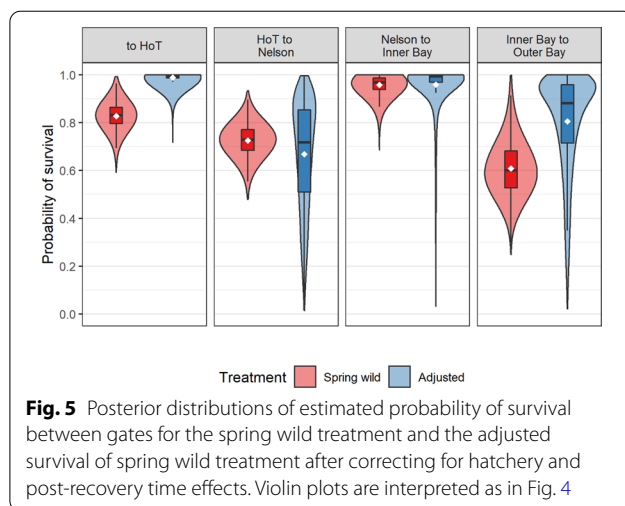 to HoT
HoT to
Nelson
Nelson to
Inner Bay
Inner Bay to
Outer Bay
Probability of survival
1.0
0.8
0.6
0.4
0.2
0.0
Treatment Spring wild Adjusted
Fig. 5 Posterior distributions of estimated probability of survival
between gates for the spring wild treatment and the adjusted
survival of spring wild treatment after correcting for hatchery and
post-recovery time effects. Violin plots are interpreted as in Fig. 4